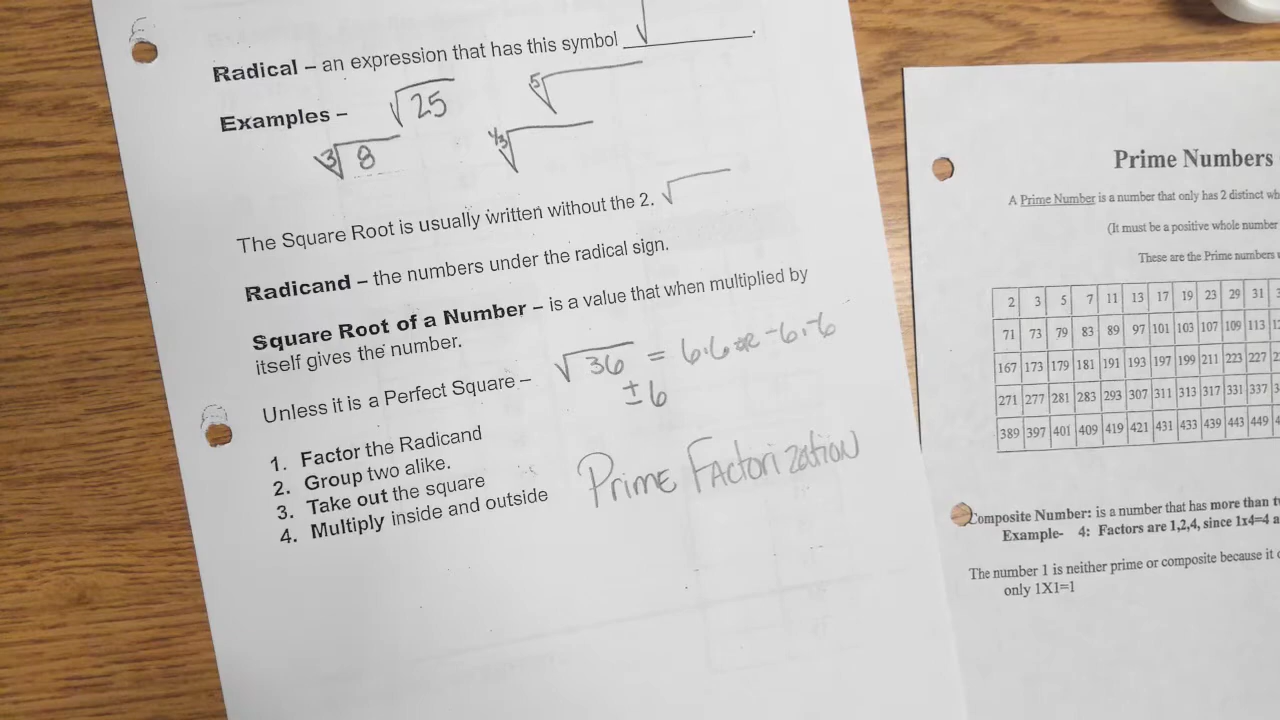 Radical – an expression that has this symbol √.
Examples – √25 ⁵√
³√8 ¹/³√
The Square Root is usually written without the 2. √
Radicand – the numbers under the radical sign.
Square Root of a Number – is a value that when multiplied by
itself gives the number.
Unless it is a Perfect Square – √36 = 6·6 OR -6·-6
±6
1. Factor the Radicand
2. Group two alike.
3. Take out the square
4. Multiply inside and outside
Prime Factorization
Prime Numbers
A Prime Number is a number that only has 2 distinct
(It must be a positive whole number
These are the Prime numbers
2 3 5 7 11 13 17 19 23 29 31
71 73 79 83 89 97 101 103 107 109 113
167 173 179 181 191 193 197 199 211 223 227
271 277 281 283 293 307 311 313 317 331 337
389 397 401 409 419 421 431 433 439 443 449
Composite Number: is a number that has more than
Example- 4: Factors are 1,2,4, since 1x4=4
The number 1 is neither prime or composite because it
only 1X1=1